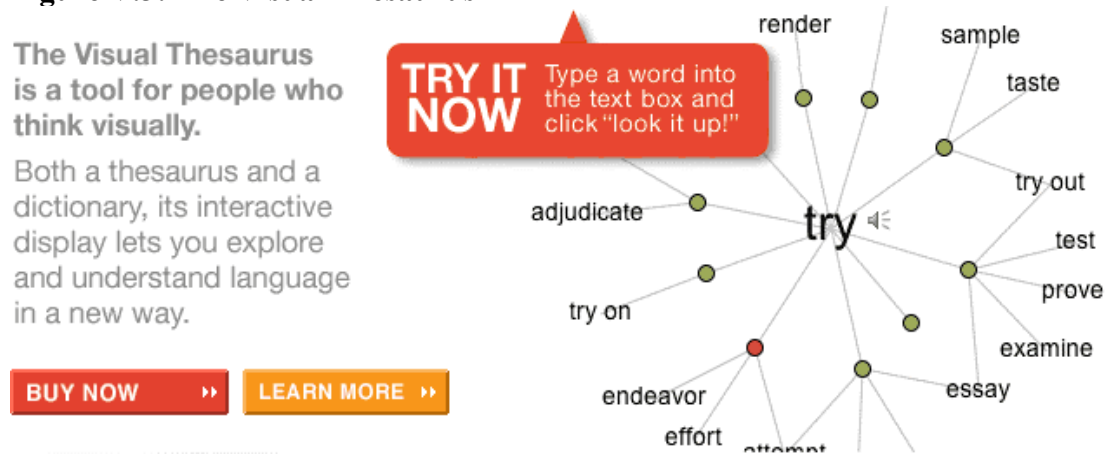 The Visual Thesaurus
is a tool for people who
think visually.
Both a thesaurus and a
dictionary, its interactive
display lets you explore
and understand language
in a new way.
BUY NOW
LEARN MORE
TRY IT
NOW
Type a word into
the text box and
click “look it up!”
render
sample
taste
try out
adjudicate
try
test
prove
try on
examine
endeavor
essay
effort
attempt